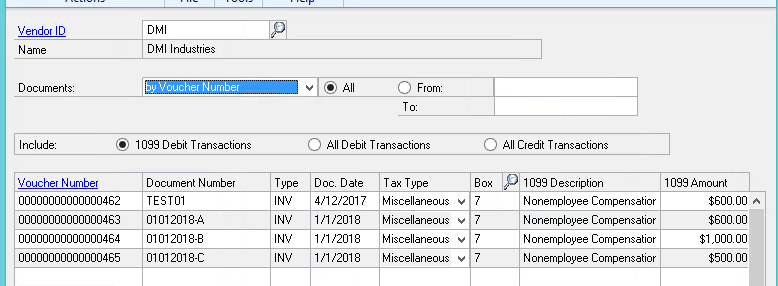 Actions File Tools Help
Vendor ID DMI
Name DMI Industries
Documents: by Voucher Number All From:
To:
Include: 1099 Debit Transactions All Debit Transactions All Credit Transactions
Voucher Number Document Number Type Doc. Date Tax Type Box 1099 Description 1099 Amount
00000000000000462 TEST01 INV 4/12/2017 Miscellaneous 7 Nonemployee Compensation $600.00
00000000000000463 01012018-A INV 1/1/2018 Miscellaneous 7 Nonemployee Compensation $600.00
00000000000000464 01012018-B INV 1/1/2018 Miscellaneous 7 Nonemployee Compensation $1,000.00
00000000000000465 01012018-C INV 1/1/2018 Miscellaneous 7 Nonemployee Compensation $500.00